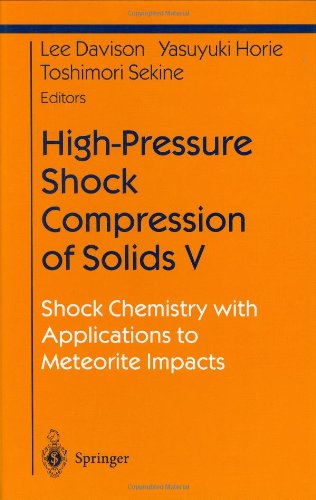 Lee Davison Yasuyuki Horie
Toshimori Sekine
Editors
High-Pressure
Shock
Compression
of Solids V
Shock Chemistry with
Applications to
Meteorite Impacts
Springer